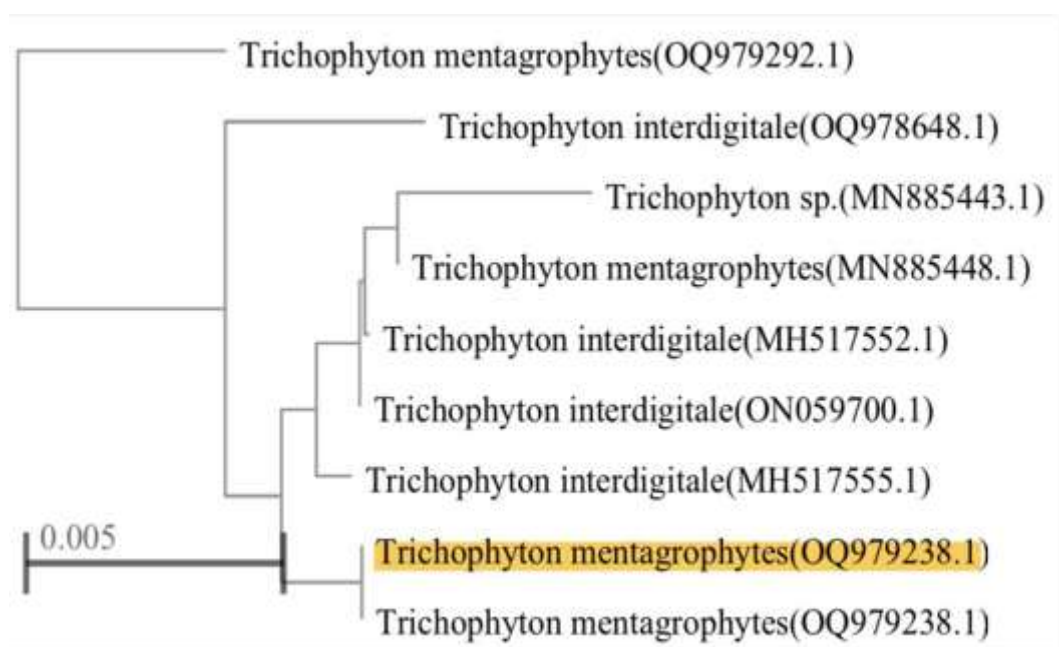 Trichophyton mentagrophytes(OQ979292.1)
Trichophyton interdigitale(OQ978648.1)
Trichophyton sp.(MN885443.1)
Trichophyton mentagrophytes(MN885448.1)
Trichophyton interdigitale(MH517552.1)
Trichophyton interdigitale(ON059700.1)
Trichophyton interdigitale(MH517555.1)
0.005
Trichophyton mentagrophytes(OQ979238.1)
Trichophyton mentagrophytes(OQ979238.1)